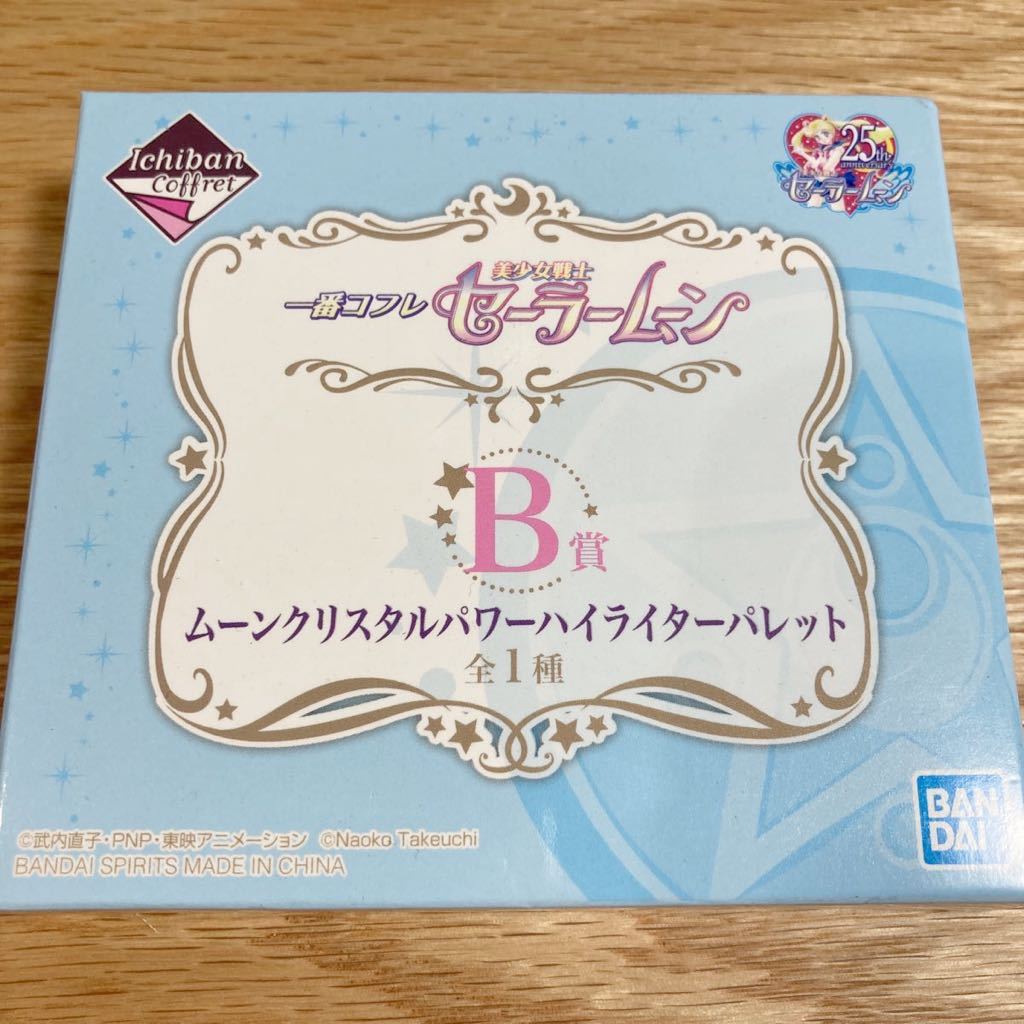 Ichiban
Coffret
25th
anniversary
セーラームーン
美少女戦士
一番コフレ セーラームーン
B賞
ムーンクリスタルパワーハイライターパレット
全1種
©武内直子・PNP・東映アニメーション ©Naoko Takeuchi
BANDAI SPIRITS MADE IN CHINA
BAN
DAI